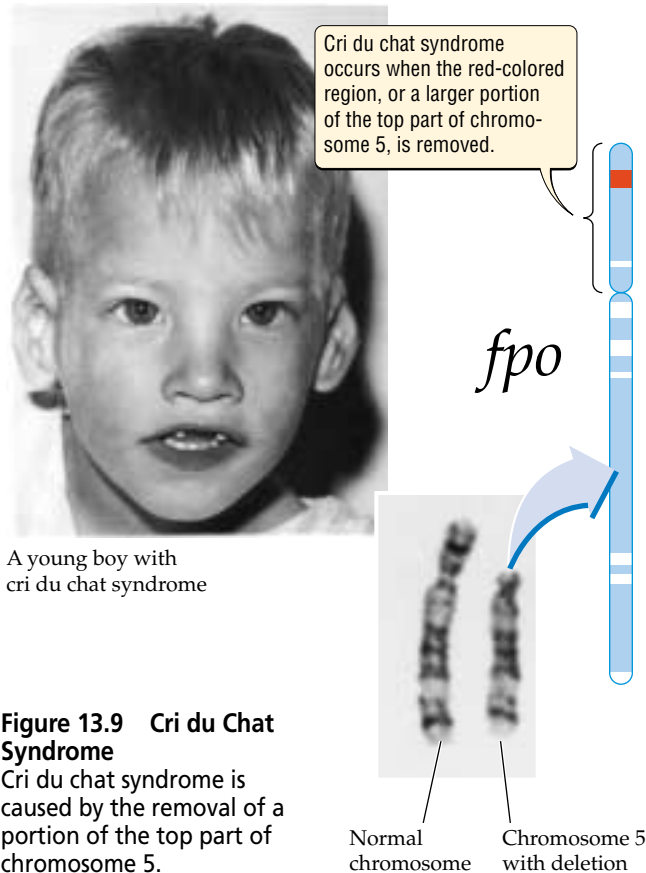 Cri du chat syndrome
occurs when the red-colored
region, or a larger portion
of the top part of chromo-
some 5, is removed.
fpo
A young boy with
cri du chat syndrome
Figure 13.9 Cri du Chat
Syndrome
Cri du chat syndrome is
caused by the removal of a
portion of the top part of
chromosome 5.
Normal
chromosome
Chromosome 5
with deletion